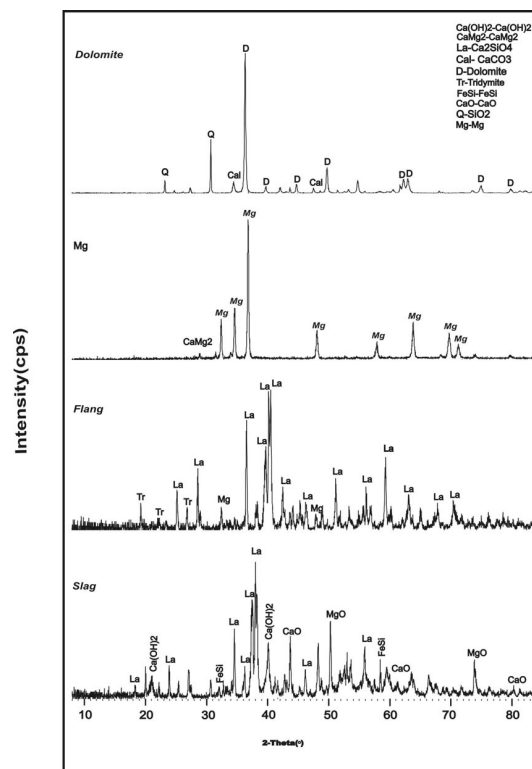 Ca(OH)2-Ca(OH)2
CaMg2-CaMg2
La-Ca2SiO4
Cal- CaCO3
D-Dolomite
Tr-Tridymite
FeSi-FeSi
CaO-CaO
Q-SiO2
Mg-Mg
Dolomite
D
Q
Q
Cal
D
D
D
Cal
D
D
D
D
Mg
CaMg2
Mg
Mg
Mg
Mg
Mg
Mg
Mg
Mg
Flang
Tr
Tr
La
Tr
La
Mg
La
La
La
La
La
La
Mg
La
La
La
La
La
La
Slag
La
Ca(OH)2
La
FeSi
La
La
La
La
Ca(OH)2
CaO
La
MgO
La
FeSi
CaO
MgO
CaO
10 20 30 40 50 60 70 80
2-Theta(°)
Intensity(cps)